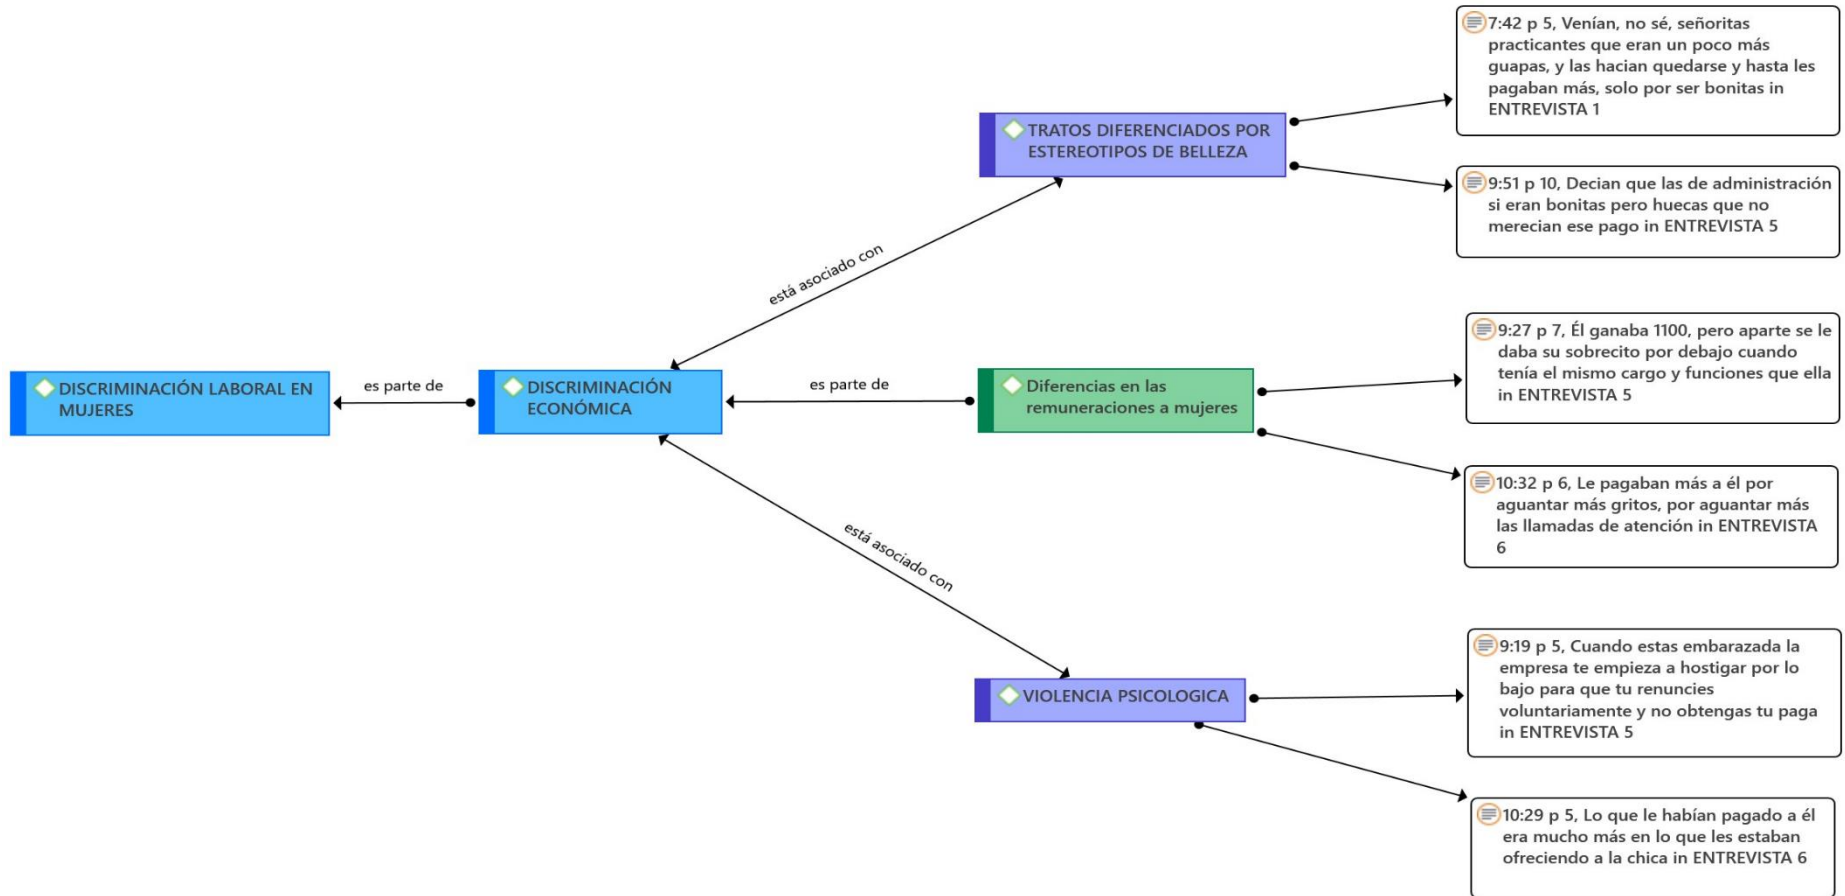 7:42 p 5, Venían, no sé, señoritas
practicantes que eran un poco más
guapas, y las hacian quedarse y hasta les
pagaban más, solo por ser bonitas in
ENTREVISTA 1
TRATOS DIFERENCIADOS POR
ESTEREOTIPOS DE BELLEZA
9:51 p 10, Decian que las de administración
si eran bonitas pero huecas que no
merecian ese pago in ENTREVISTA 5
está asociado con
DISCRIMINACIÓN LABORAL EN
MUJERES
es parte de
DISCRIMINACIÓN
ECONÓMICA
es parte de
Diferencias en las
remuneraciones a mujeres
9:27 p 7, Él ganaba 1100, pero aparte se le
daba su sobrecito por debajo cuando
tenía el mismo cargo y funciones que ella
in ENTREVISTA 5
10:32 p 6, Le pagaban más a él por
aguantar más gritos, por aguantar más
las llamadas de atención in ENTREVISTA
6
está asociado con
VIOLENCIA PSICOLOGICA
9:19 p 5, Cuando estas embarazada la
empresa te empieza a hostigar por lo
bajo para que tu renuncies
voluntariamente y no obtengas tu paga
in ENTREVISTA 5
10:29 p 5, Lo que le habían pagado a él
era mucho más en lo que les estaban
ofreciendo a la chica in ENTREVISTA 6